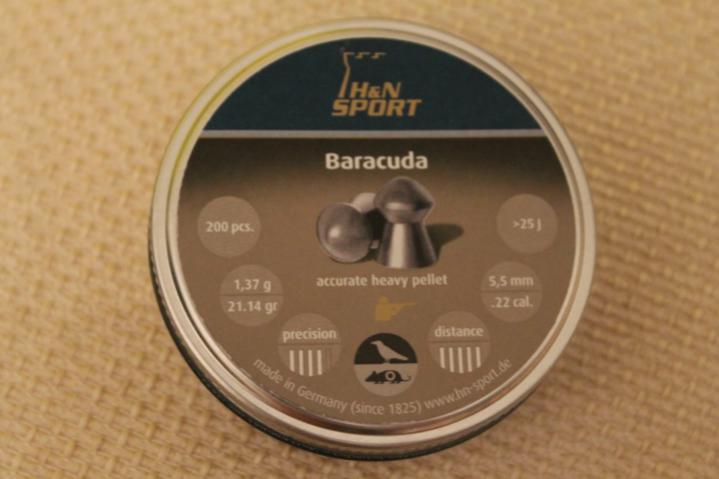 H&N
SPORT
Baracuda
200 pcs.
>25 J
accurate heavy pellet
1,37 g
21.14 gr
5,5 mm
.22 cal.
precision
distance
made in Germany (since 1825) www.hn-sport.de